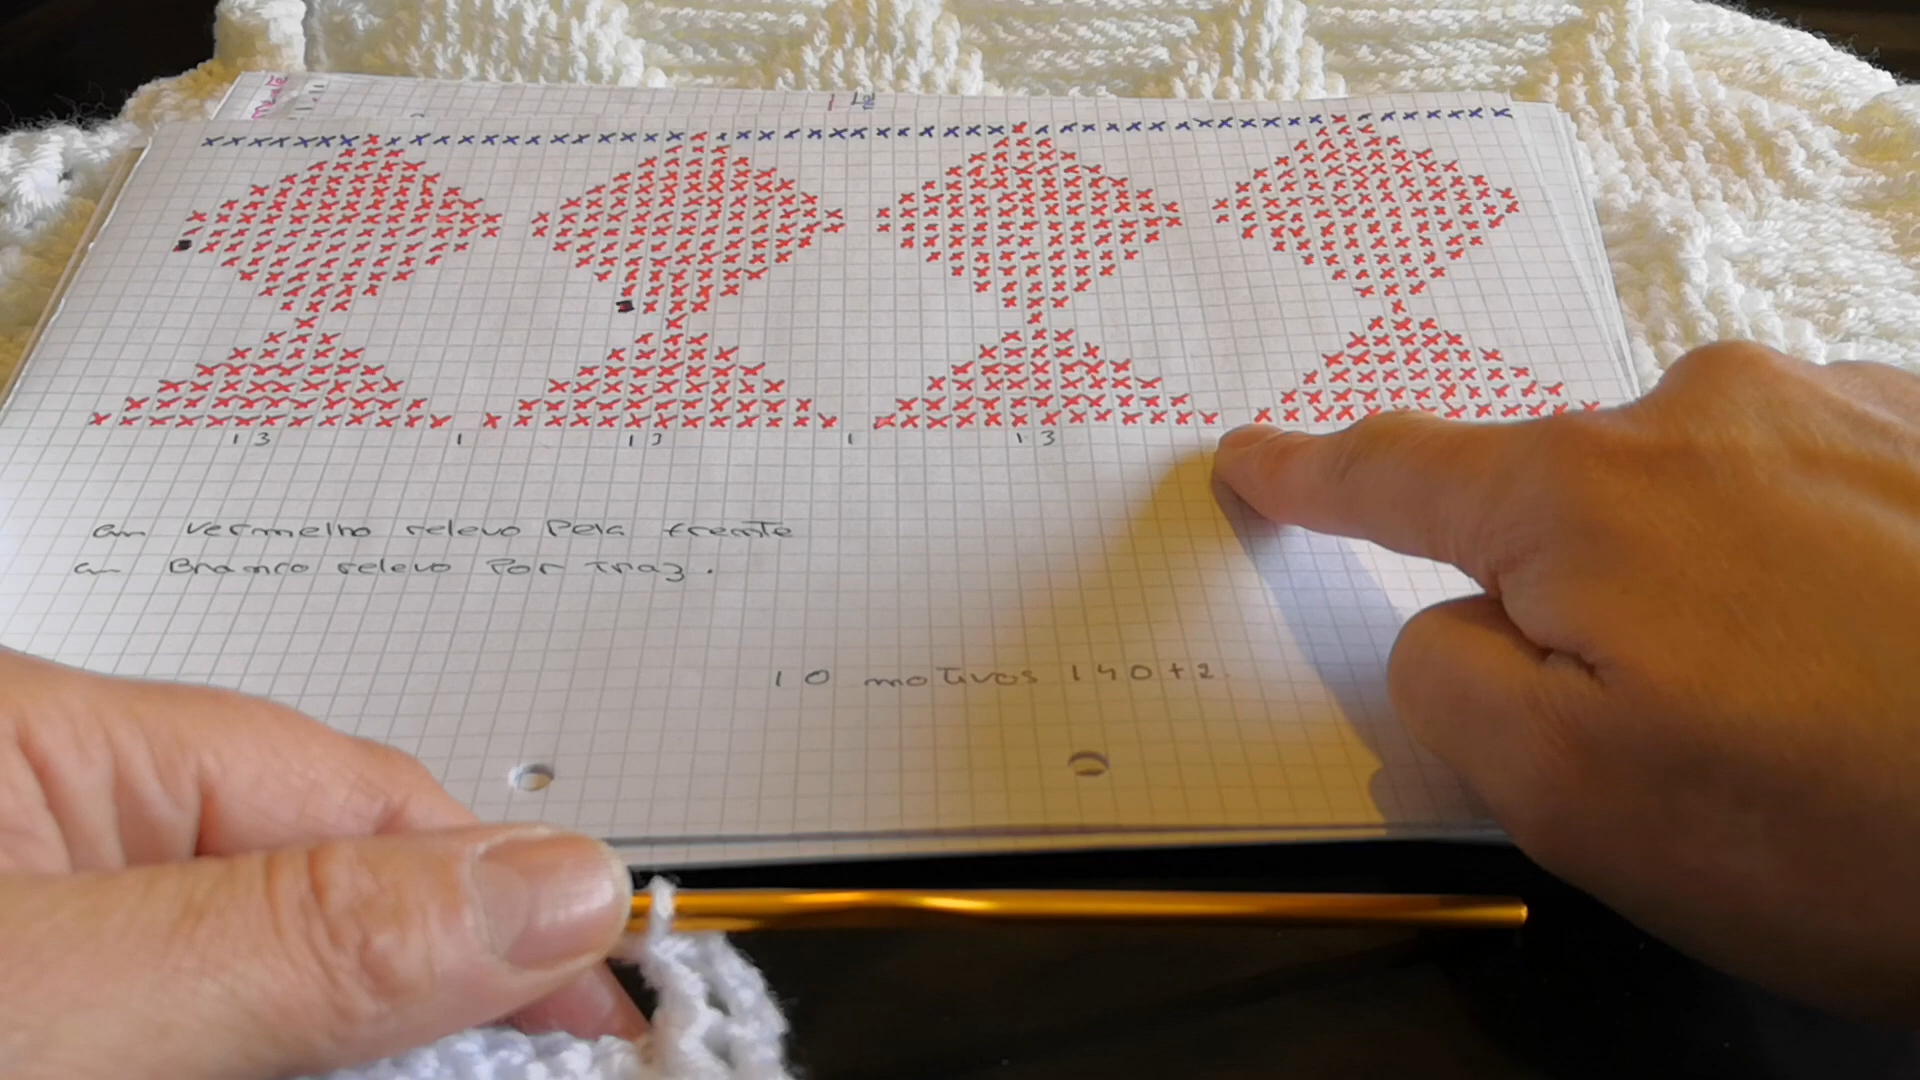 13 1 13 1 13
em vermelho relevo Pela frente
em Branco relevo Por traz.
10 motivos 140+2